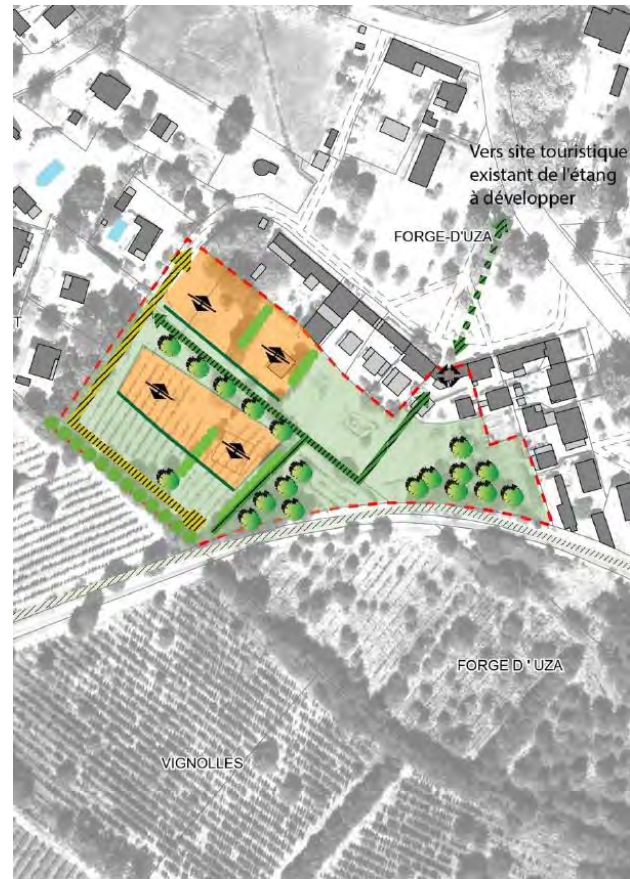 Vers site touristique
existant de l'étang
à développer
FORGE-D'UZA
T
FORGE D ' UZA
VIGNOLLES